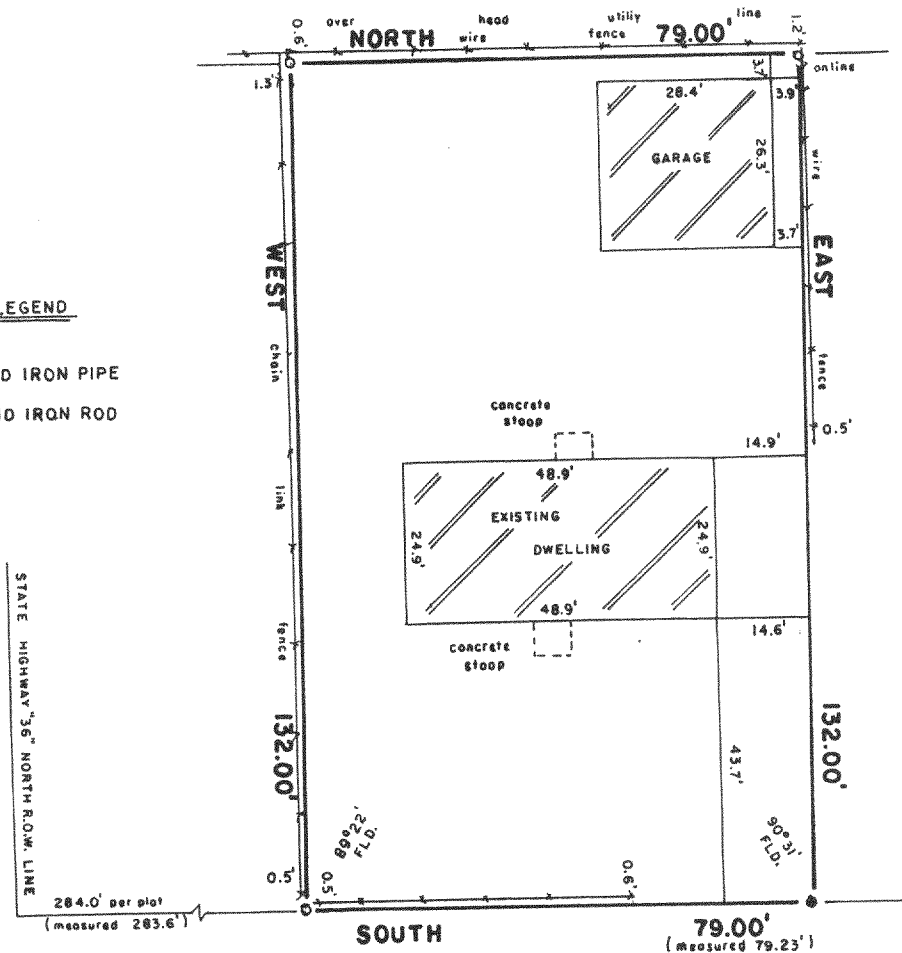 over head utiliy line
NORTH wire fence 79.00'
0.6'
1.2'
online
1.3'
3.7'
28.4'
3.9'
GARAGE
26.3'
wire
3.7'
WEST
EAST
LEGEND
chain
D IRON PIPE
fence
D IRON ROD
concrete
stoop
0.5'
14.9'
48.9'
link
EXISTING
DWELLING
24.9'
24.9'
48.9'
14.6'
fence
concrete
stoop
STATE HIGHWAY "36" NORTH R.O.W. LINE
132.00'
132.00'
43.7'
89°22'
FLD.
90°31'
FLD.
0.5'
0.5'
0.6'
284.0' per plat
(measured 283.6')
SOUTH
79.00'
(measured 79.23')